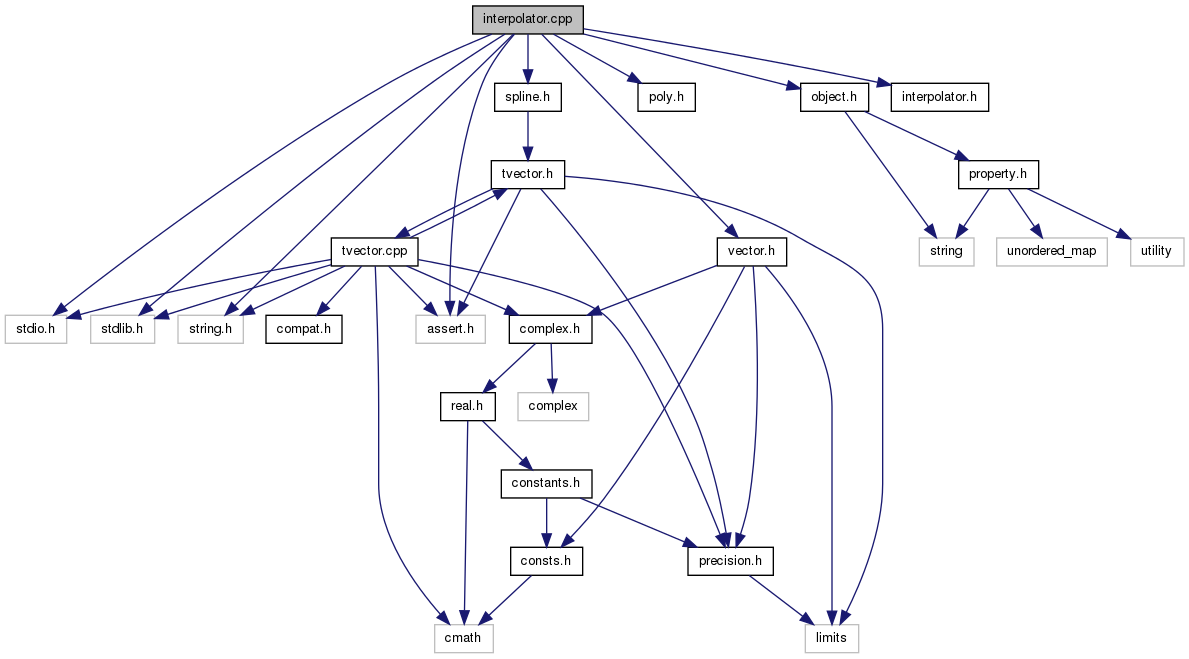 interpolator.cpp
spline.h
poly.h
object.h
interpolator.h
tvector.h
property.h
tvector.cpp
vector.h
string
unordered_map
utility
stdio.h
stdlib.h
string.h
compat.h
assert.h
complex.h
real.h
complex
constants.h
consts.h
precision.h
cmath
limits